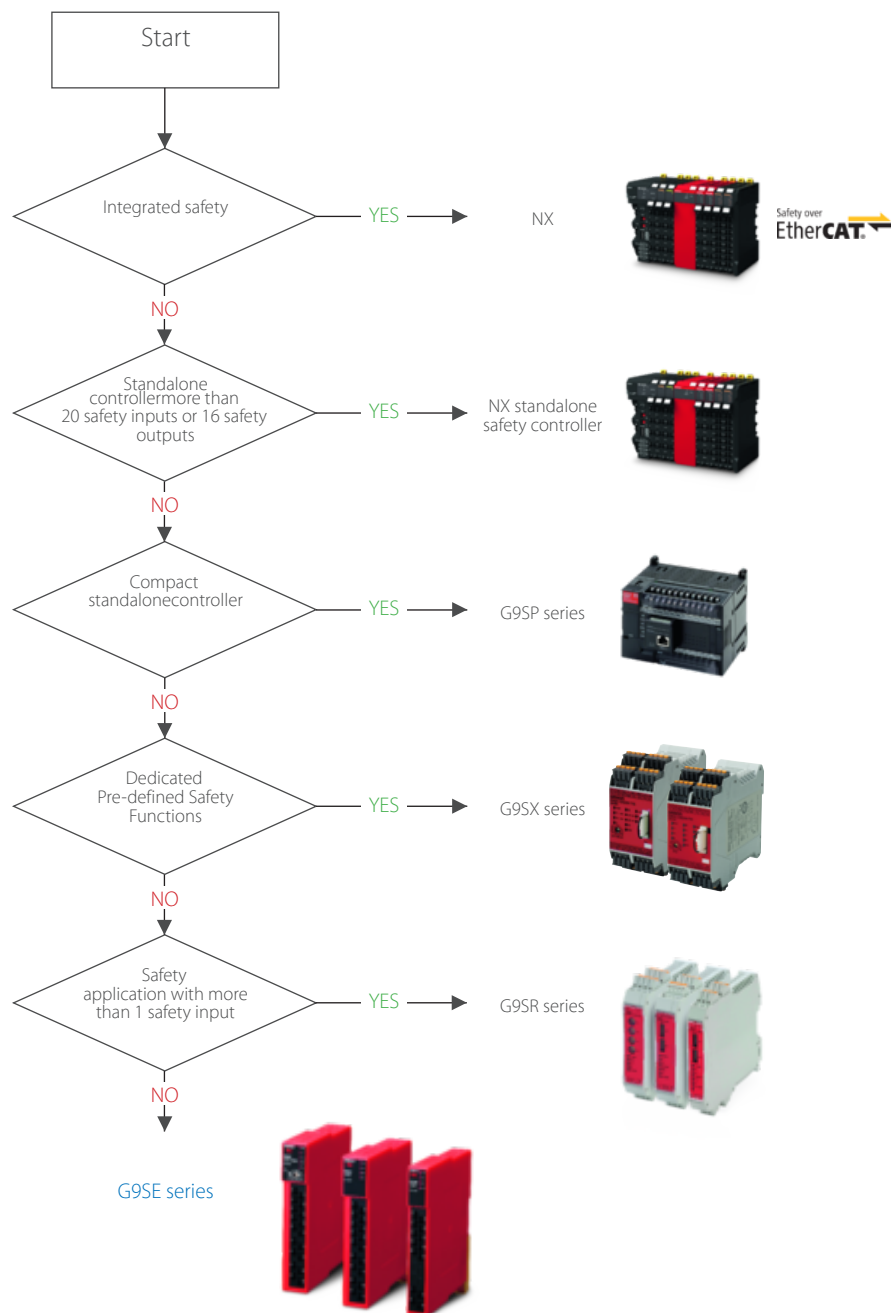 Start
Integrated safety
YES
NX
Safety over
EtherCAT®
NO
Standalone
controllermore than
20 safety inputs or 16 safety
outputs
YES
NX standalone
safety controller
NO
Compact
standalonecontroller
YES
G9SP series
NO
Dedicated
Pre-defined Safety
Functions
YES
G9SX series
NO
Safety
application with more
than 1 safety input
YES
G9SR series
NO
G9SE series